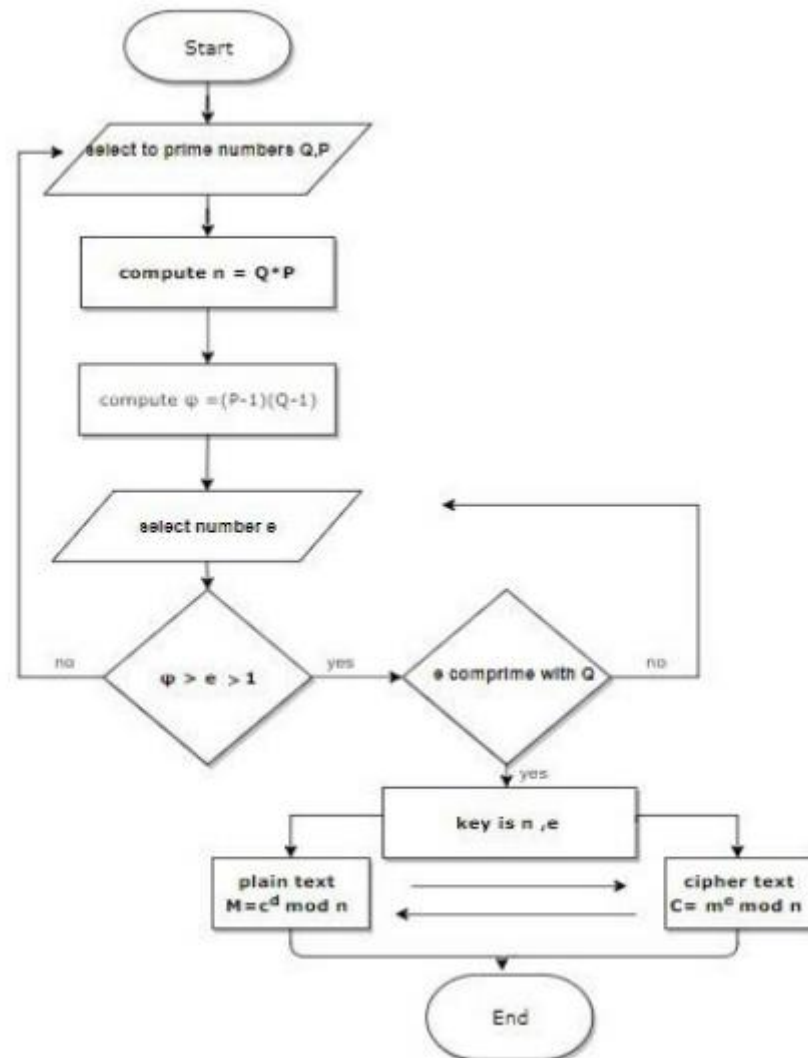 Start
select to prime numbers Q,P
compute n = Q*P
compute φ =(P-1)(Q-1)
select number e
no
φ > e > 1
yes
e comprime with Q
no
yes
key is n ,e
plain text
M=c^d mod n
cipher text
C= m^e mod n
End